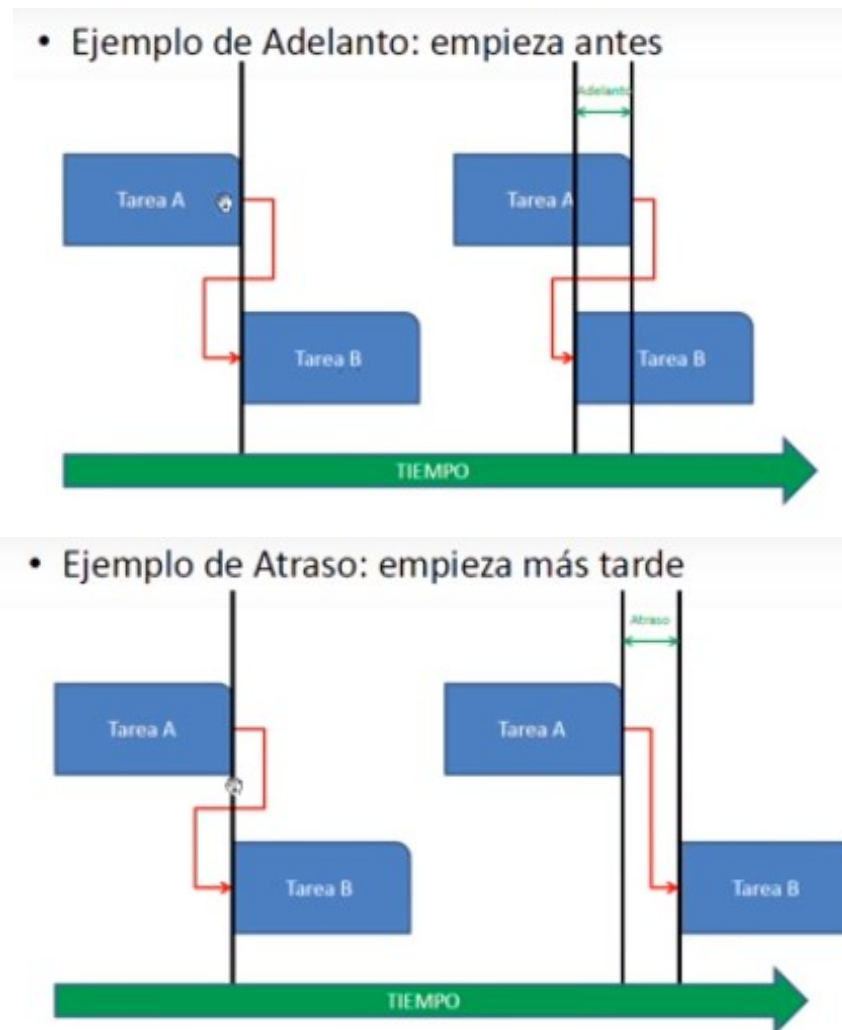 • Ejemplo de Adelanto: empieza antes
Adelanto
Tarea A
Tarea A
Tarea B
Tarea B
TIEMPO
• Ejemplo de Atraso: empieza más tarde
Atraso
Tarea A
Tarea A
Tarea B
Tarea B
TIEMPO